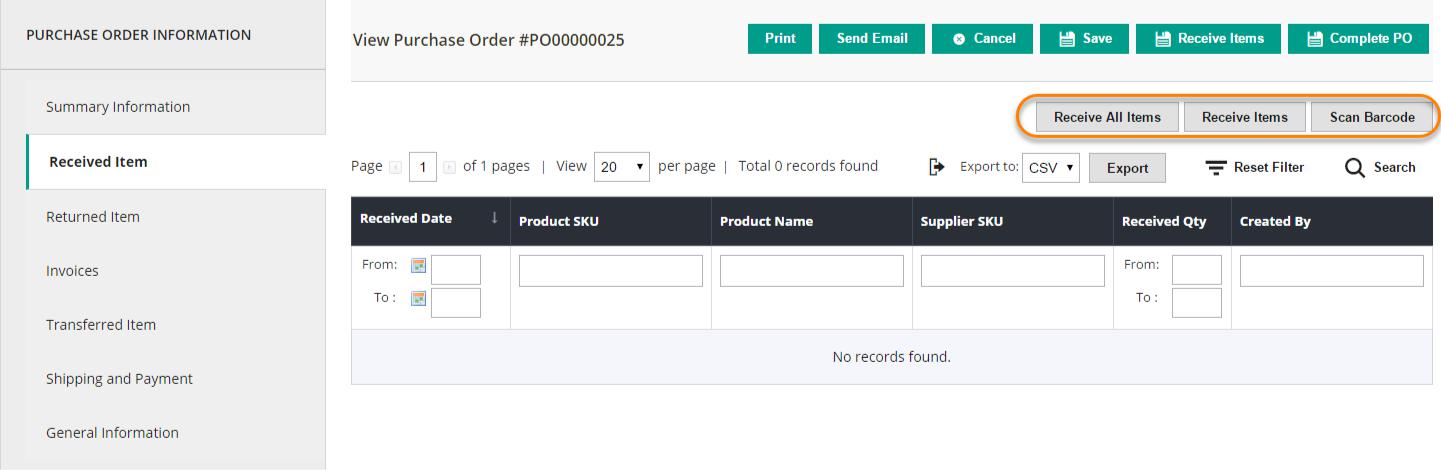 PURCHASE ORDER INFORMATION
Summary Information
Received Item
Returned Item
Invoices
Transferred Item
Shipping and Payment
General Information
View Purchase Order #PO00000025
Print Send Email Cancel Save Receive Items Complete PO
Receive All Items Receive Items Scan Barcode
Page 1 of 1 pages | View 20 per page | Total 0 records found Export to: CSV Export Reset Filter Search
Received Date Product SKU Product Name Supplier SKU Received Qty Created By
From: From:
To : To :
No records found.